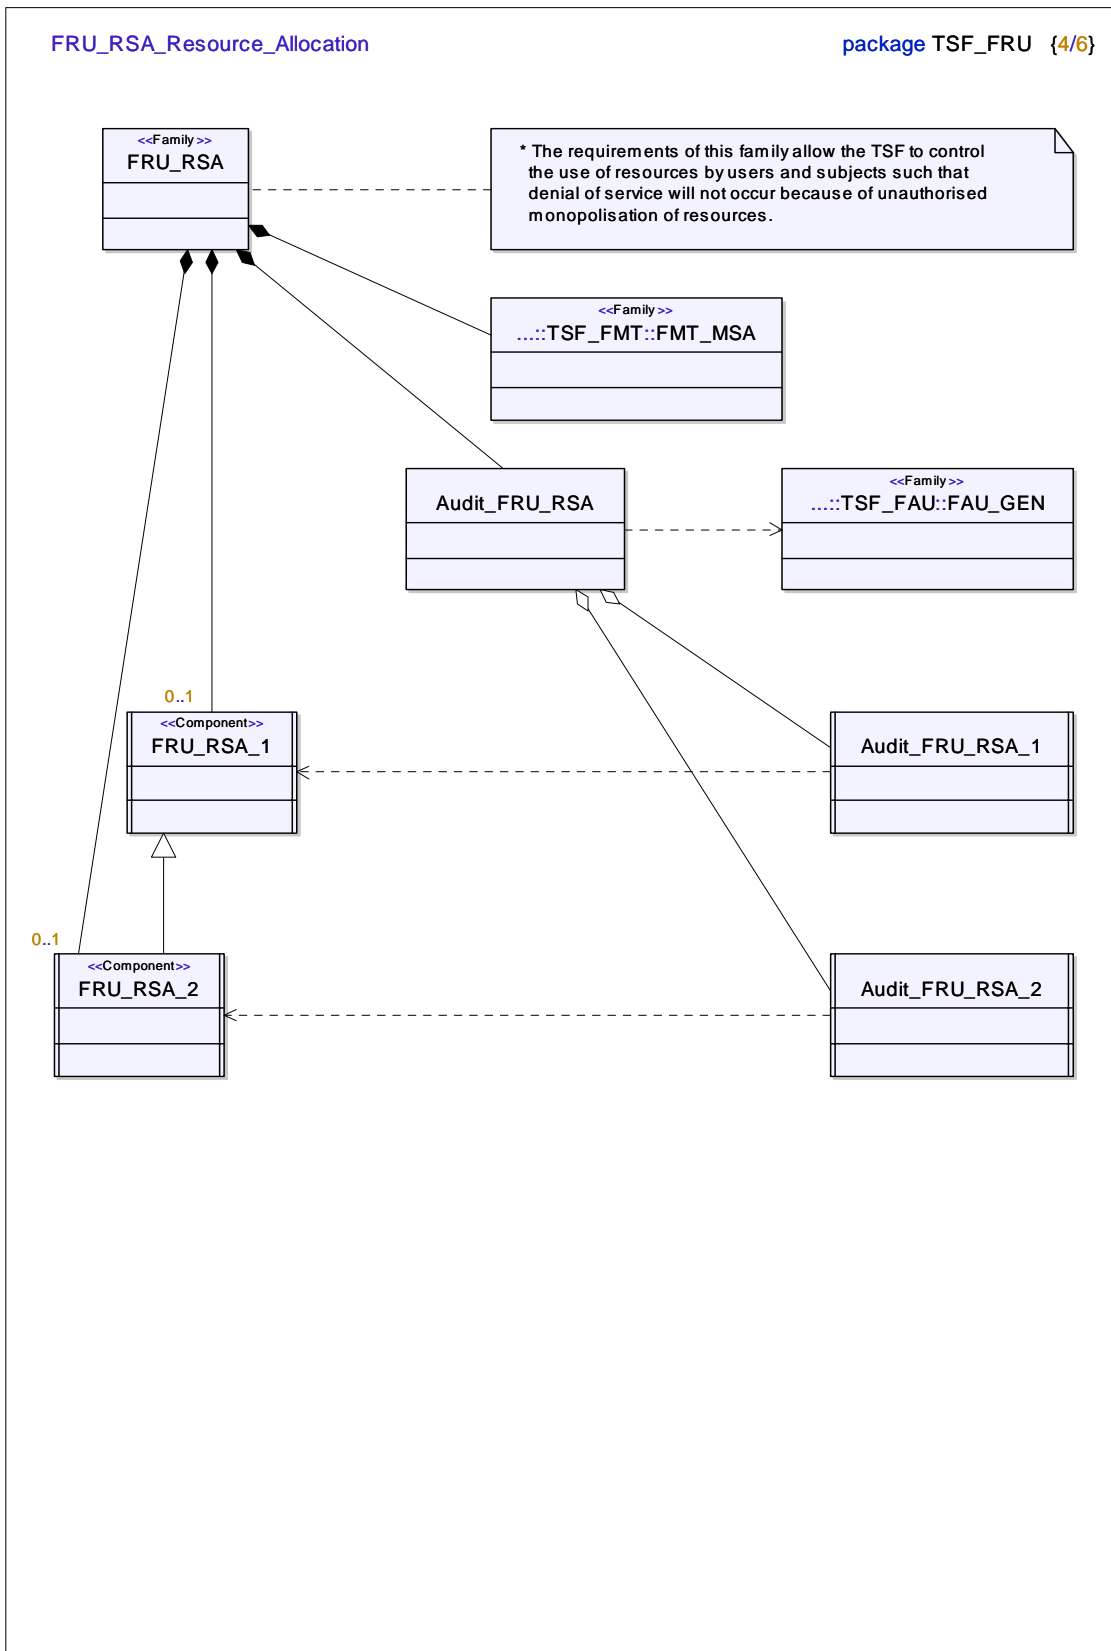 FRU_RSA_Resource_Allocation
package TSF_FRU {4/6}
<<Family>>
FRU_RSA
* The requirements of this family allow the TSF to control
the use of resources by users and subjects such that
denial of service will not occur because of unauthorised
monopolisation of resources.
<<Family>>
...::TSF_FMT::FMT_MSA
Audit_FRU_RSA
<<Family>>
...::TSF_FAU::FAU_GEN
0..1
<<Component>>
FRU_RSA_1
Audit_FRU_RSA_1
0..1
<<Component>>
FRU_RSA_2
Audit_FRU_RSA_2